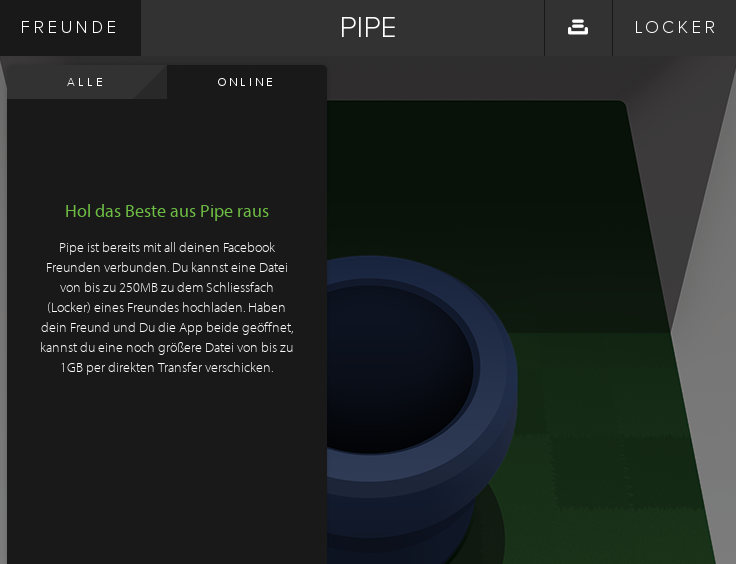 FREUNDE
PIPE
LOCKER
ALLE
ONLINE
Hol das Beste aus Pipe raus
Pipe ist bereits mit all deinen Facebook
Freunden verbunden. Du kannst eine Datei
von bis zu 250MB zu dem Schliessfach
(Locker) eines Freundes hochladen. Haben
dein Freund und Du die App beide geöffnet,
kannst du eine noch größere Datei von bis zu
1GB per direkten Transfer verschicken.